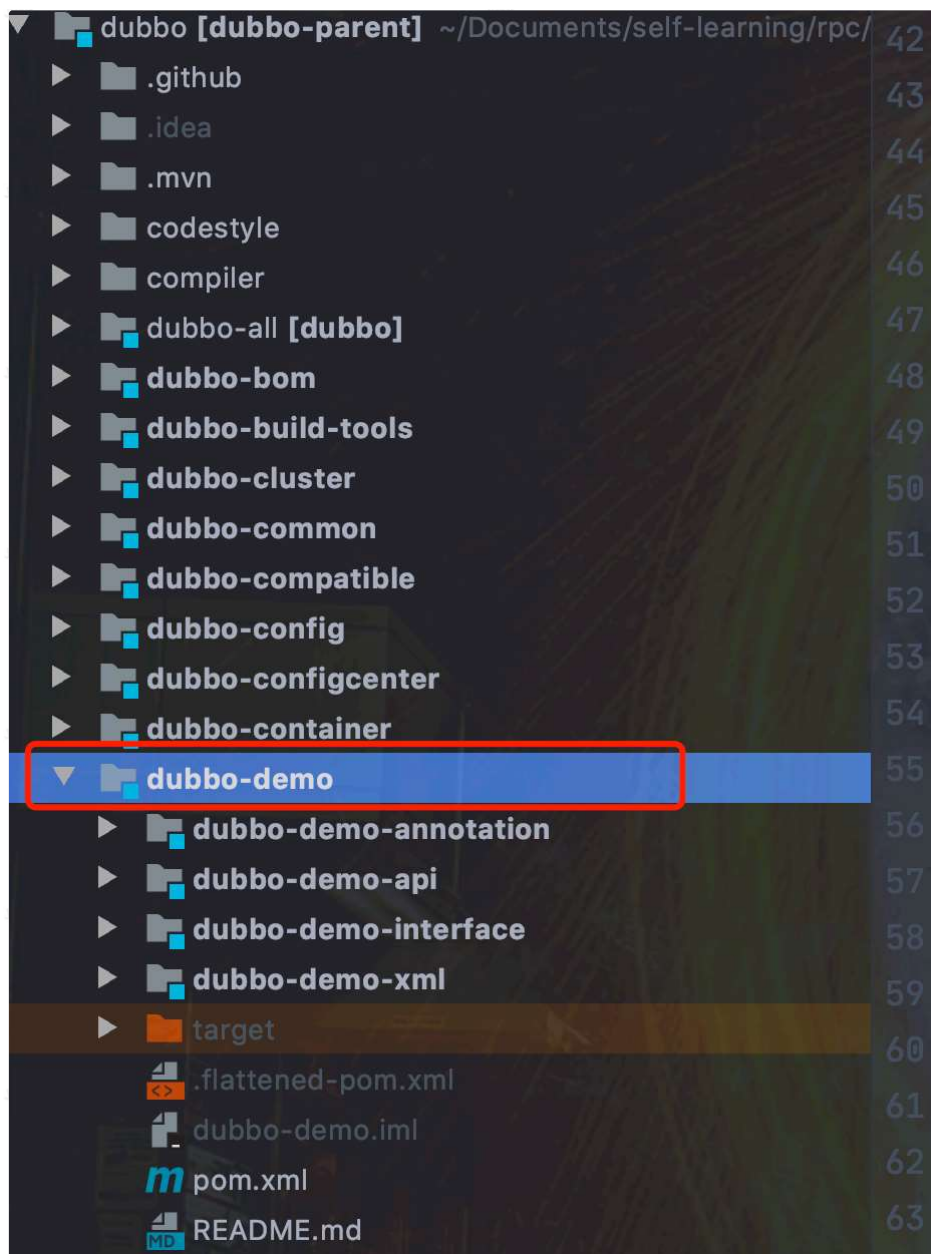 dubbo [dubbo-parent] ~/Documents/self-learning/rpc/
.github
.idea
.mvn
codestyle
compiler
dubbo-all [dubbo]
dubbo-bom
dubbo-build-tools
dubbo-cluster
dubbo-common
dubbo-compatible
dubbo-config
dubbo-configcenter
dubbo-container
dubbo-demo
dubbo-demo-annotation
dubbo-demo-api
dubbo-demo-interface
dubbo-demo-xml
target
.flattened-pom.xml
dubbo-demo.iml
pom.xml
README.md
42
43
44
45
46
47
48
49
50
51
52
53
54
55
56
57
58
59
60
61
62
63